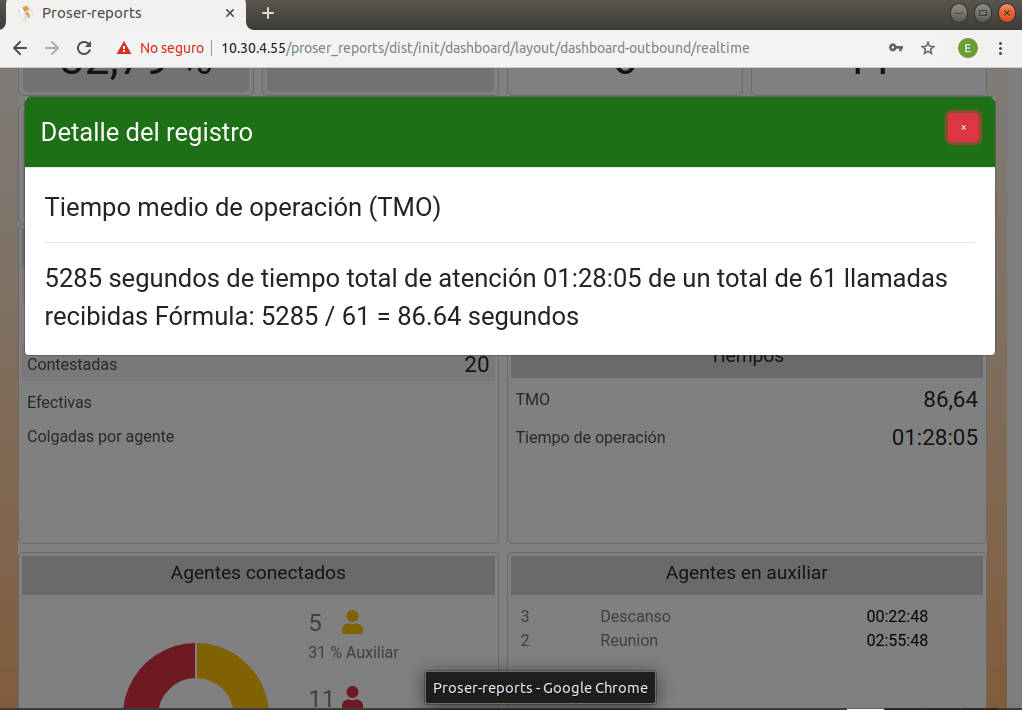 Proser-reports
No seguro
10.30.4.55/proser_reports/dist/init/dashboard/layout/dashboard-outbound/realtime
E
Detalle del registro
×
Tiempo medio de operación (TMO)
5285 segundos de tiempo total de atención 01:28:05 de un total de 61 llamadas
recibidas Fórmula: 5285 / 61 = 86.64 segundos
Contestadas 20
Efectivas
Colgadas por agente
Tiempos
TMO 86,64
Tiempo de operación 01:28:05
Agentes conectados
5
31 % Auxiliar
11
Agentes en auxiliar
3 Descanso 00:22:48
2 Reunion 02:55:48
Proser-reports - Google Chrome